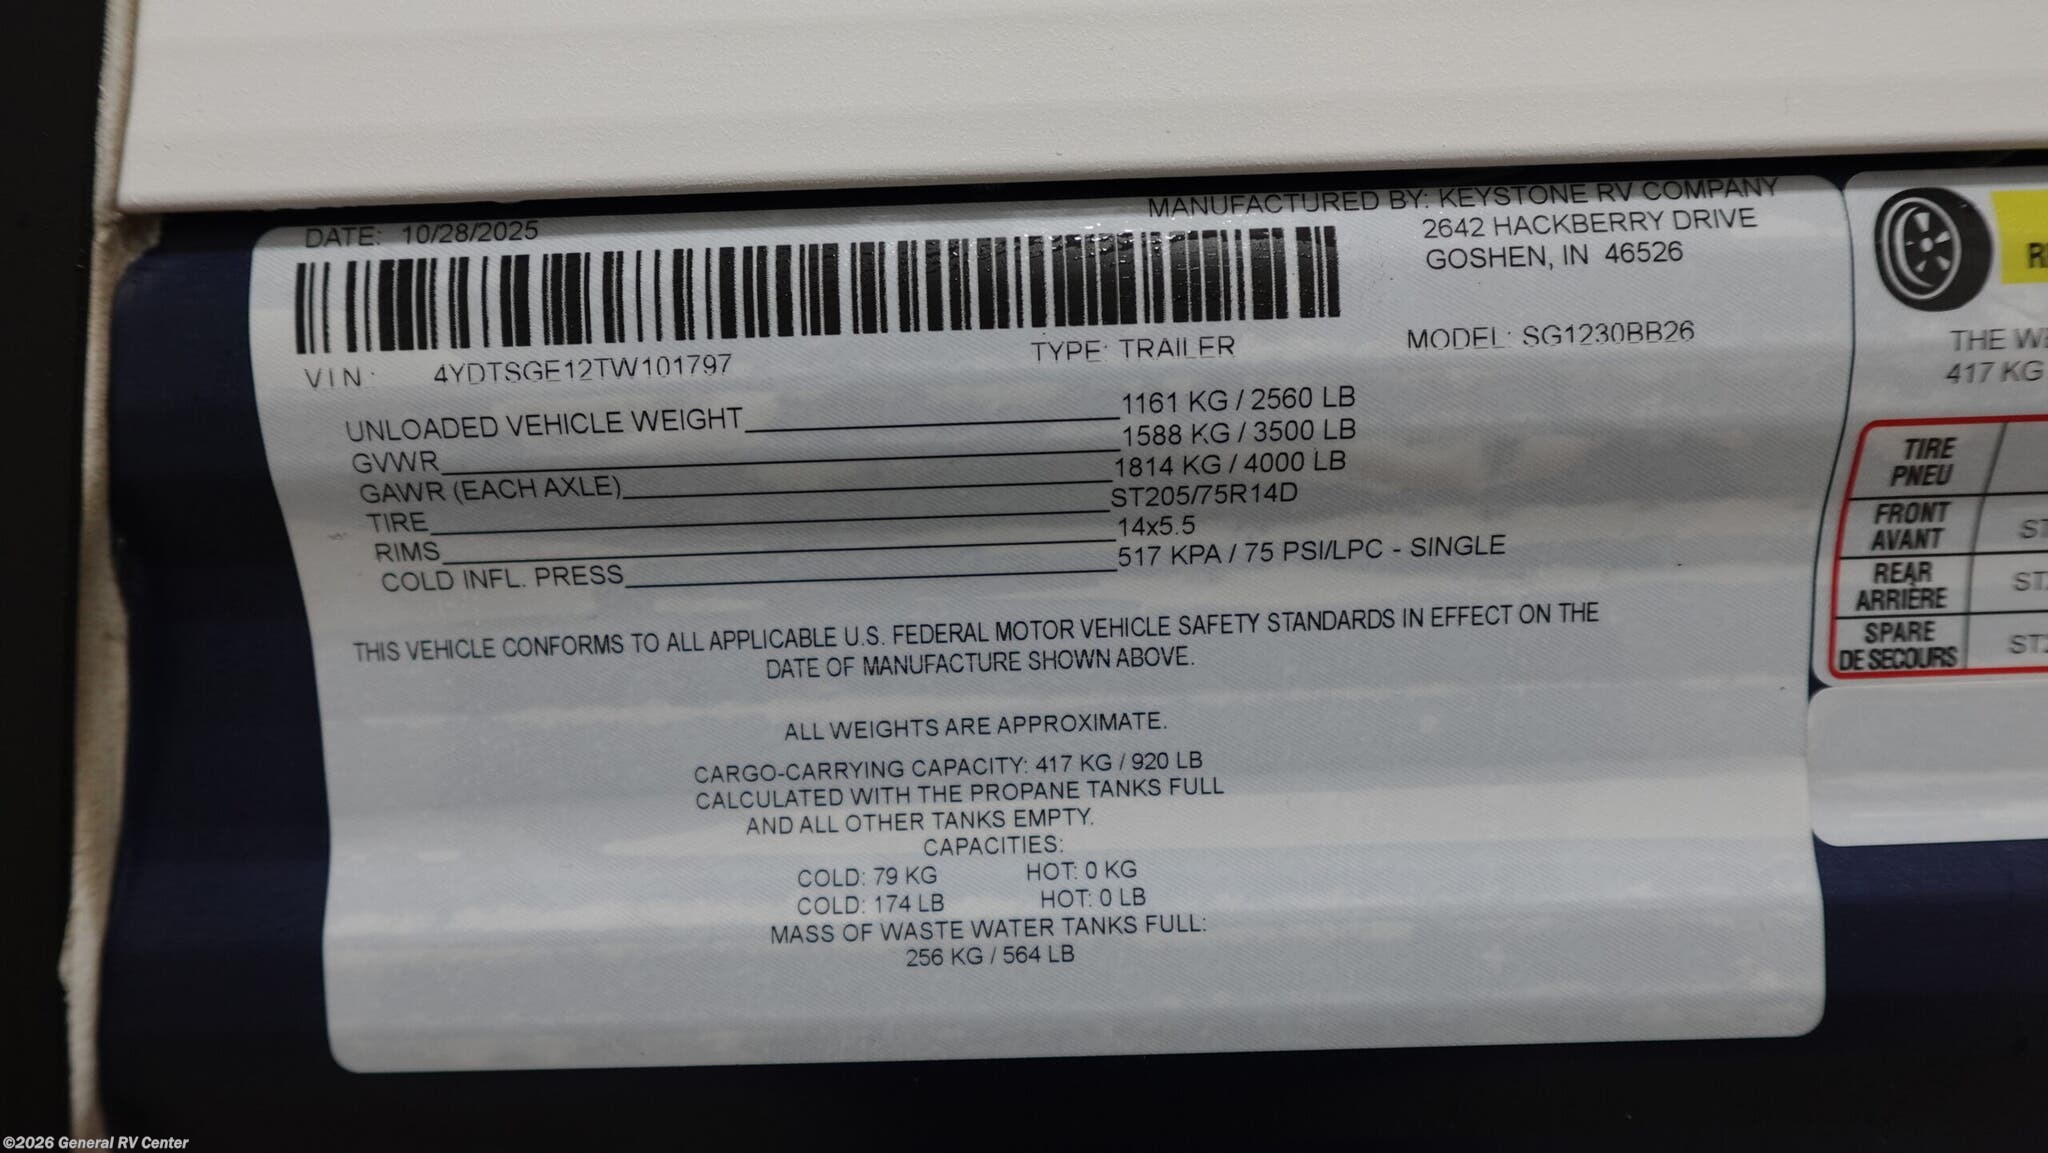 DATE: 10/28/2025
MANUFACTURED BY: KEYSTONE RV COMPANY
2642 HACKBERRY DRIVE
GOSHEN, IN 46526
VIN: 4YDTSGE12TW101797
TYPE: TRAILER
MODEL: SG1230BB26
UNLOADED VEHICLE WEIGHT 1161 KG / 2560 LB
GVWR 1588 KG / 3500 LB
GAWR (EACH AXLE) 1814 KG / 4000 LB
TIRE ST205/75R14D
RIMS 14x5.5
COLD INFL. PRESS 517 KPA / 75 PSI/LPC - SINGLE
THIS VEHICLE CONFORMS TO ALL APPLICABLE U.S. FEDERAL MOTOR VEHICLE SAFETY STANDARDS IN EFFECT ON THE
DATE OF MANUFACTURE SHOWN ABOVE.
ALL WEIGHTS ARE APPROXIMATE.
CARGO-CARRYING CAPACITY: 417 KG / 920 LB
CALCULATED WITH THE PROPANE TANKS FULL
AND ALL OTHER TANKS EMPTY.
CAPACITIES:
COLD: 79 KG HOT: 0 KG
COLD: 174 LB HOT: 0 LB
MASS OF WASTE WATER TANKS FULL:
256 KG / 564 LB
THE
417 KG
TIRE
PNEU
FRONT
AVANT
REAR
ARRIÈRE
SPARE
DE SECOURS
©2026 General RV Center